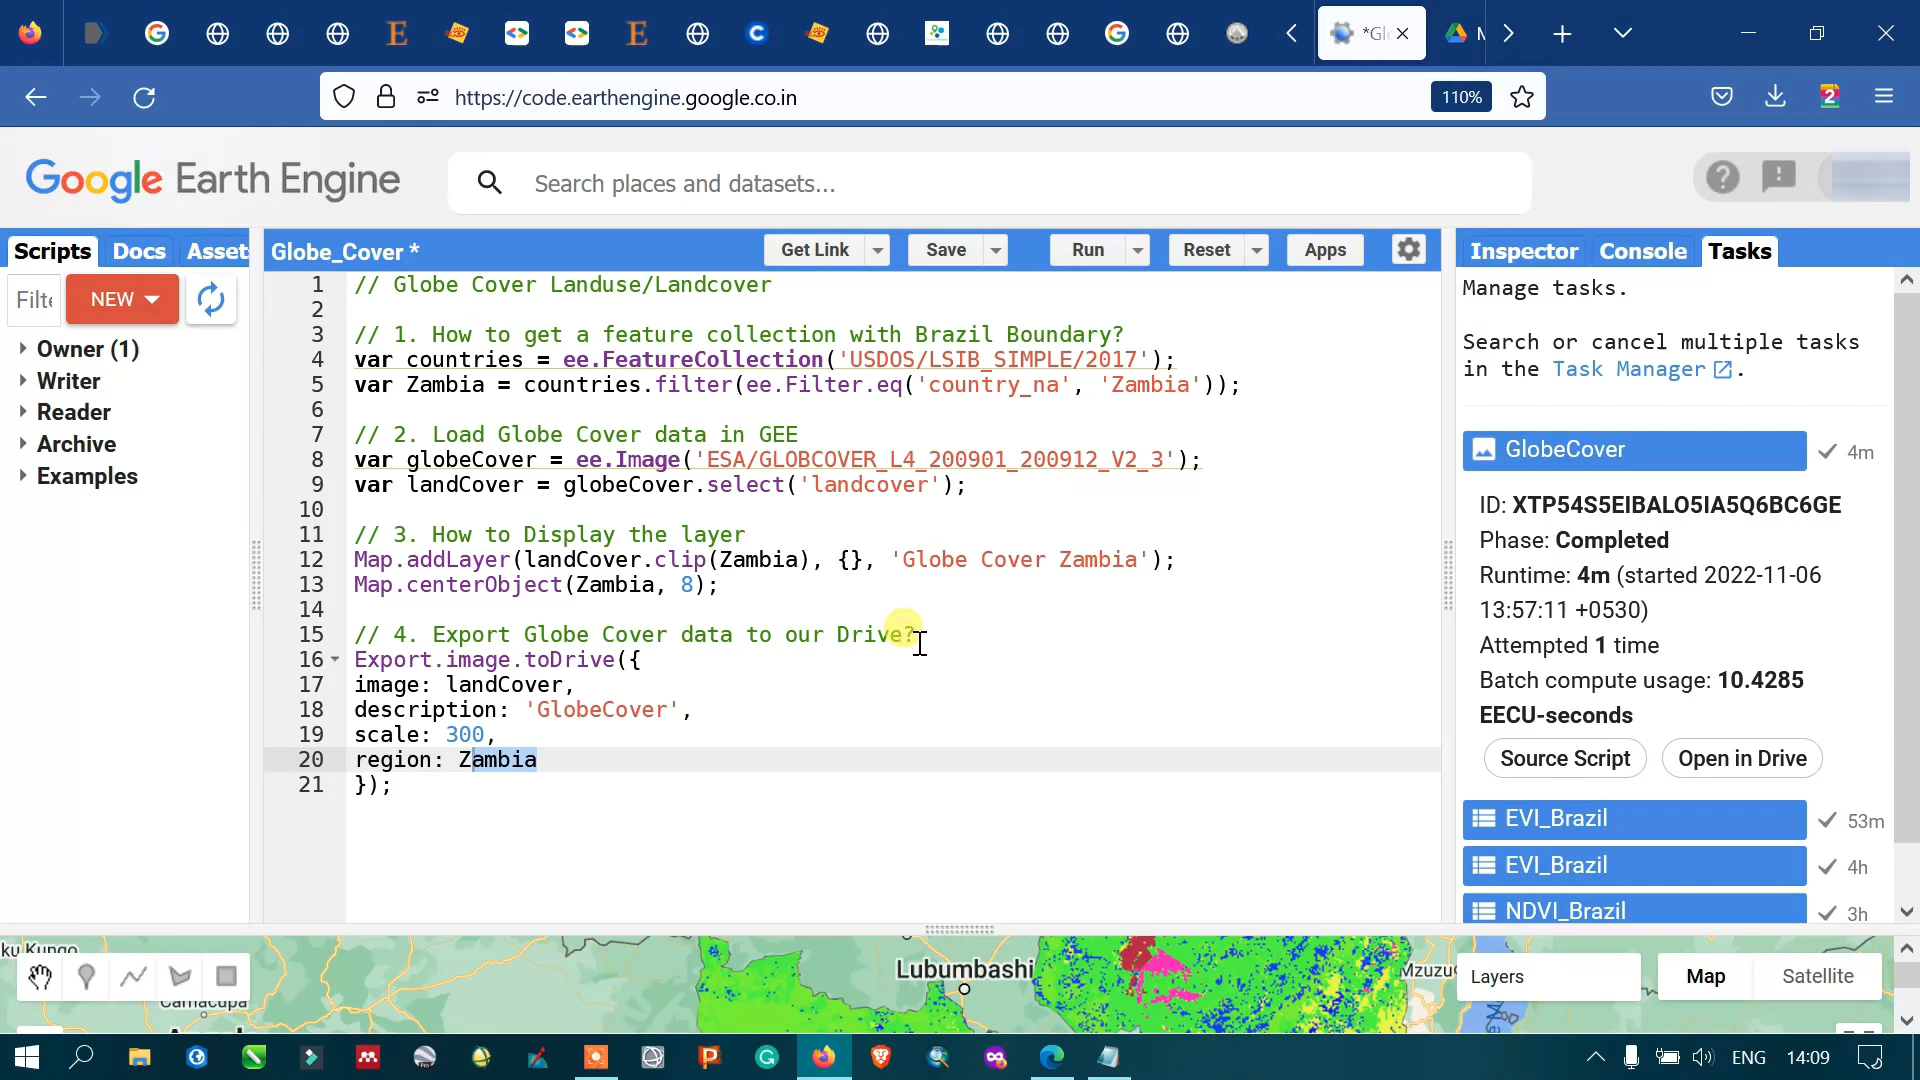 *Gl
https://code.earthengine.google.co.in
110%
Google Earth Engine
Search places and datasets...
Scripts Docs Asset
Globe_Cover *
Get Link Save Run Reset Apps
Inspector Console Tasks
NEW
Owner (1)
Writer
Reader
Archive
Examples
1 // Globe Cover Landuse/Landcover
2
3 // 1. How to get a feature collection with Brazil Boundary?
4 var countries = ee.FeatureCollection('USDOS/LSIB_SIMPLE/2017');
5 var Zambia = countries.filter(ee.Filter.eq('country_na', 'Zambia'));
6
7 // 2. Load Globe Cover data in GEE
8 var globeCover = ee.Image('ESA/GLOBCOVER_L4_200901_200912_V2_3');
9 var landCover = globeCover.select('landcover');
10
11 // 3. How to Display the layer
12 Map.addLayer(landCover.clip(Zambia), {}, 'Globe Cover Zambia');
13 Map.centerObject(Zambia, 8);
14
15 // 4. Export Globe Cover data to our Drive?
16 Export.image.toDrive({
17 image: landCover,
18 description: 'GlobeCover',
19 scale: 300,
20 region: Zambia
21 });
Manage tasks.
Search or cancel multiple tasks
in the Task Manager.
GlobeCover 4m
ID: XTP54S5EIBALO5IA5Q6BC6GE
Phase: Completed
Runtime: 4m (started 2022-11-06
13:57:11 +0530)
Attempted 1 time
Batch compute usage: 10.4285
EECU-seconds
Source Script Open in Drive
EVI_Brazil 53m
EVI_Brazil 4h
NDVI_Brazil 3h
ku Kungo
Camacupa
Lubumbashi
Mzuzu
Layers
Map Satellite
ENG 14:09